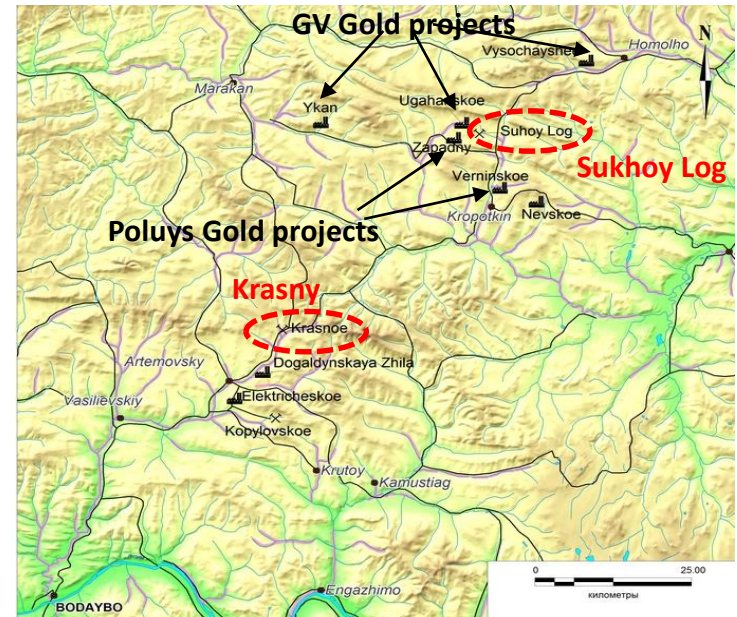 GV Gold projects
N
Vysochayshe
Homolho
Marakan
Ykan
Ugahanskoe
Suhoy Log
Zapadny
Sukhoy Log
Verninskoe
Nevskoe
Kropotkin
Poluys Gold projects
Krasny
Krasnoe
Artemovsky
Dogaldynskaya Zhila
Vasilievskiy
Elektricheskoe
Kopylovskoe
Krutoy
Kamustiag
0 25.00
километры
Engazhimo
BODAYBO